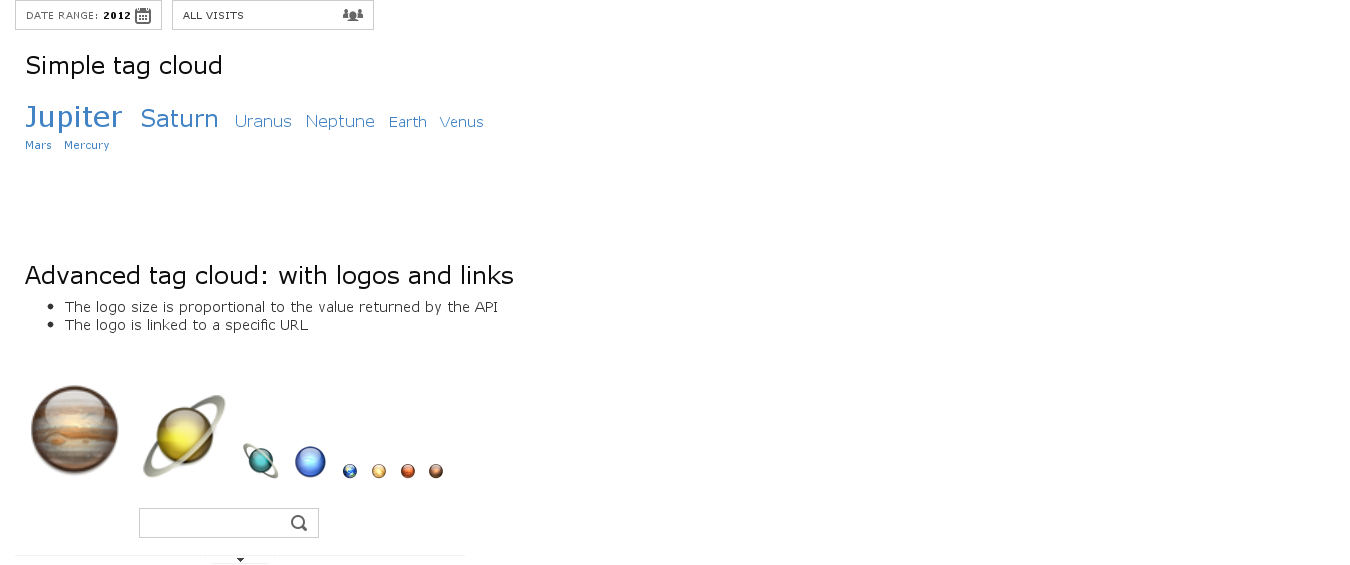 DATE RANGE: 2012 ALL VISITS
Simple tag cloud
Jupiter Saturn Uranus Neptune Earth Venus
Mars Mercury
Advanced tag cloud: with logos and links
• The logo size is proportional to the value returned by the API
• The logo is linked to a specific URL